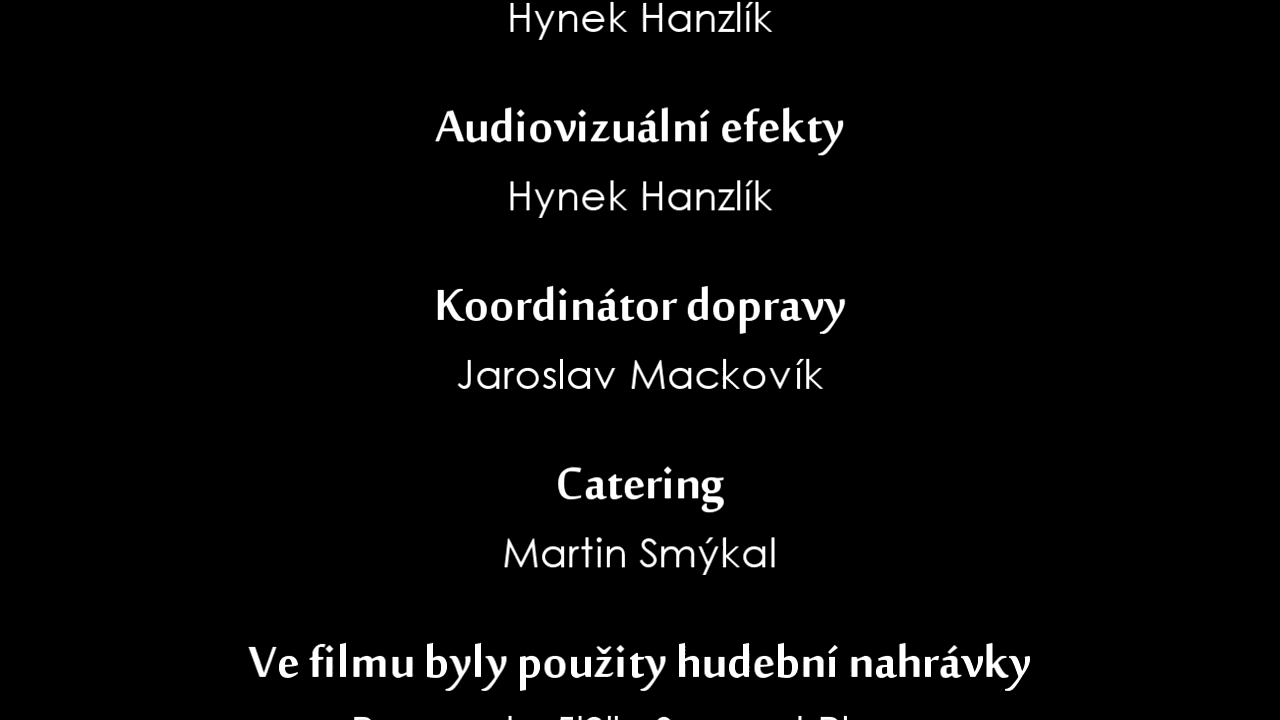 Hynek Hanzlík
Audiovizuální efekty
Hynek Hanzlík
Koordinátor dopravy
Jaroslav Mackovík
Catering
Martin Smýkal
Ve filmu byly použity hudební nahrávky